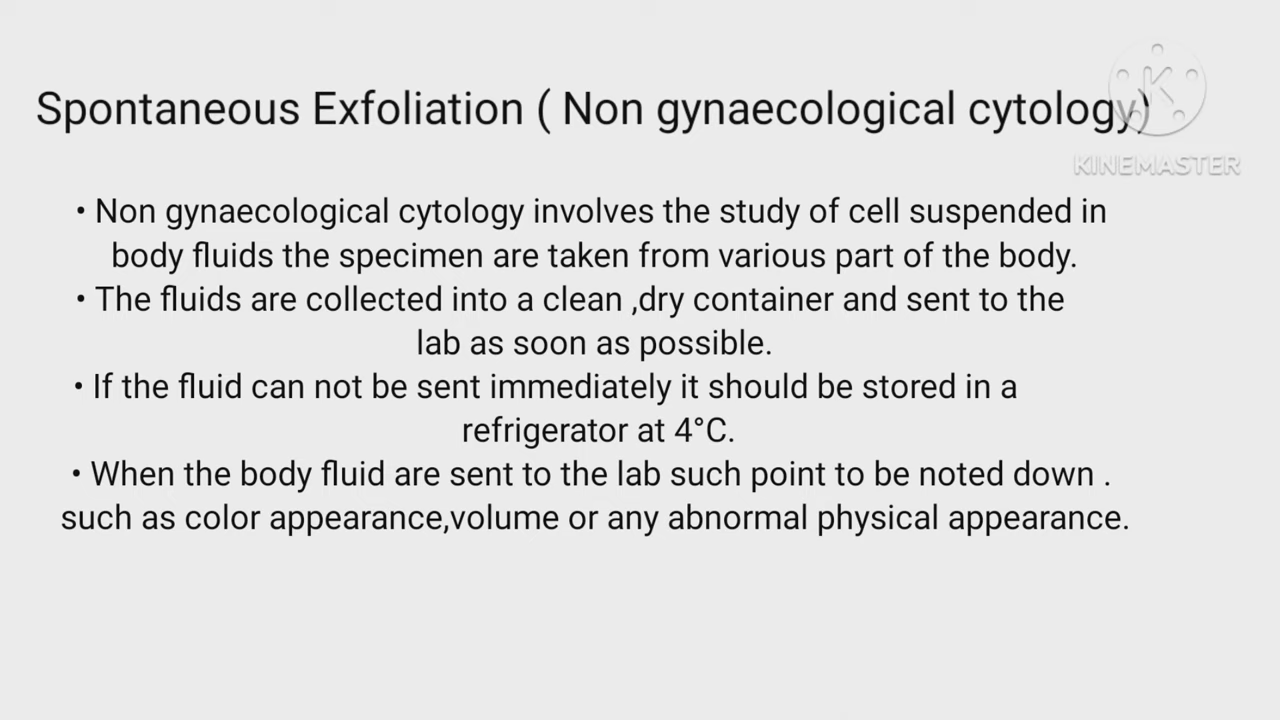 Spontaneous Exfoliation ( Non gynaecological cytology)
KINEMASTER
• Non gynaecological cytology involves the study of cell suspended in
body fluids the specimen are taken from various part of the body.
• The fluids are collected into a clean ,dry container and sent to the
lab as soon as possible.
• If the fluid can not be sent immediately it should be stored in a
refrigerator at 4°C.
• When the body fluid are sent to the lab such point to be noted down .
such as color appearance,volume or any abnormal physical appearance.